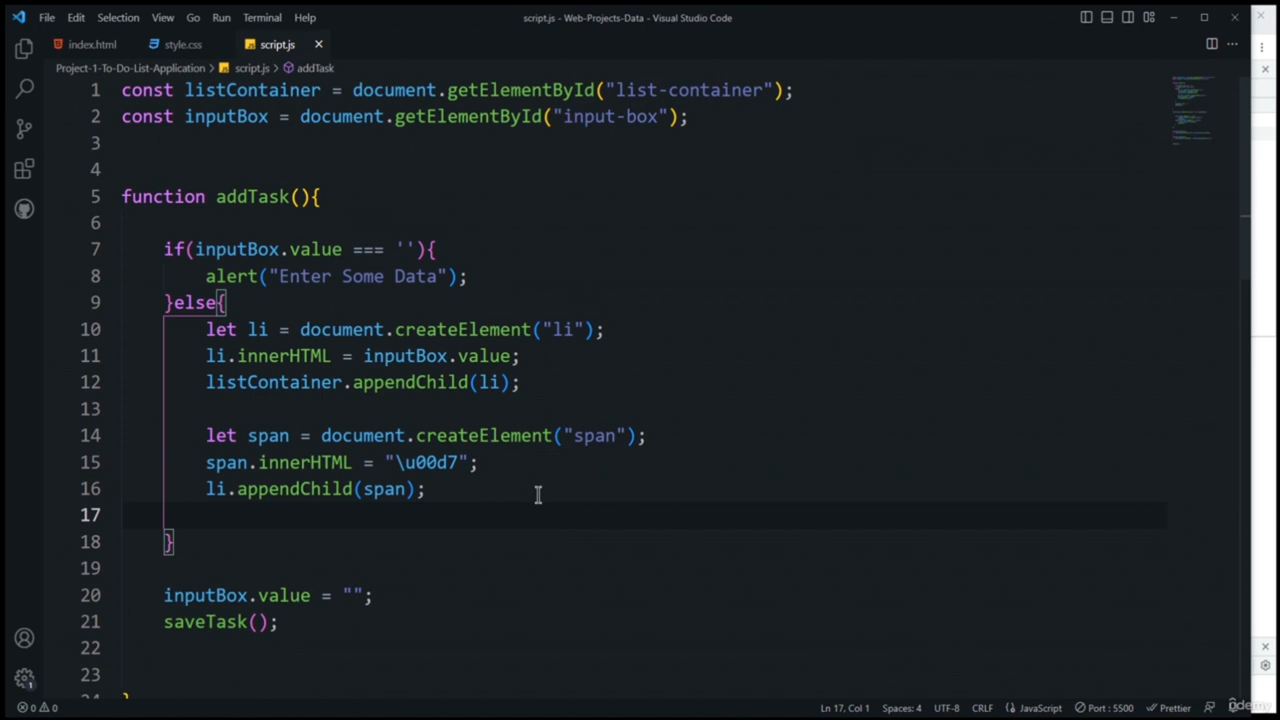 File Edit Selection View Go Run Terminal Help script.js - Web-Projects-Data - Visual Studio Code
index.html style.css script.js
Project-1-To-Do-List-Application > script.js > addTask
1 const listContainer = document.getElementById("list-container");
2 const inputBox = document.getElementById("input-box");
3
4
5 function addTask(){
6
7 if(inputBox.value === ''){
8 alert("Enter Some Data");
9 }else{
10 let li = document.createElement("li");
11 li.innerHTML = inputBox.value;
12 listContainer.appendChild(li);
13
14 let span = document.createElement("span");
15 span.innerHTML = "\u00d7";
16 li.appendChild(span);
17
18 }
19
20 inputBox.value = "";
21 saveTask();
22
23
24 }
1
0 0 Ln 17, Col 1 Spaces: 4 UTF-8 CRLF {} JavaScript Port : 5500 Prettier
udemy